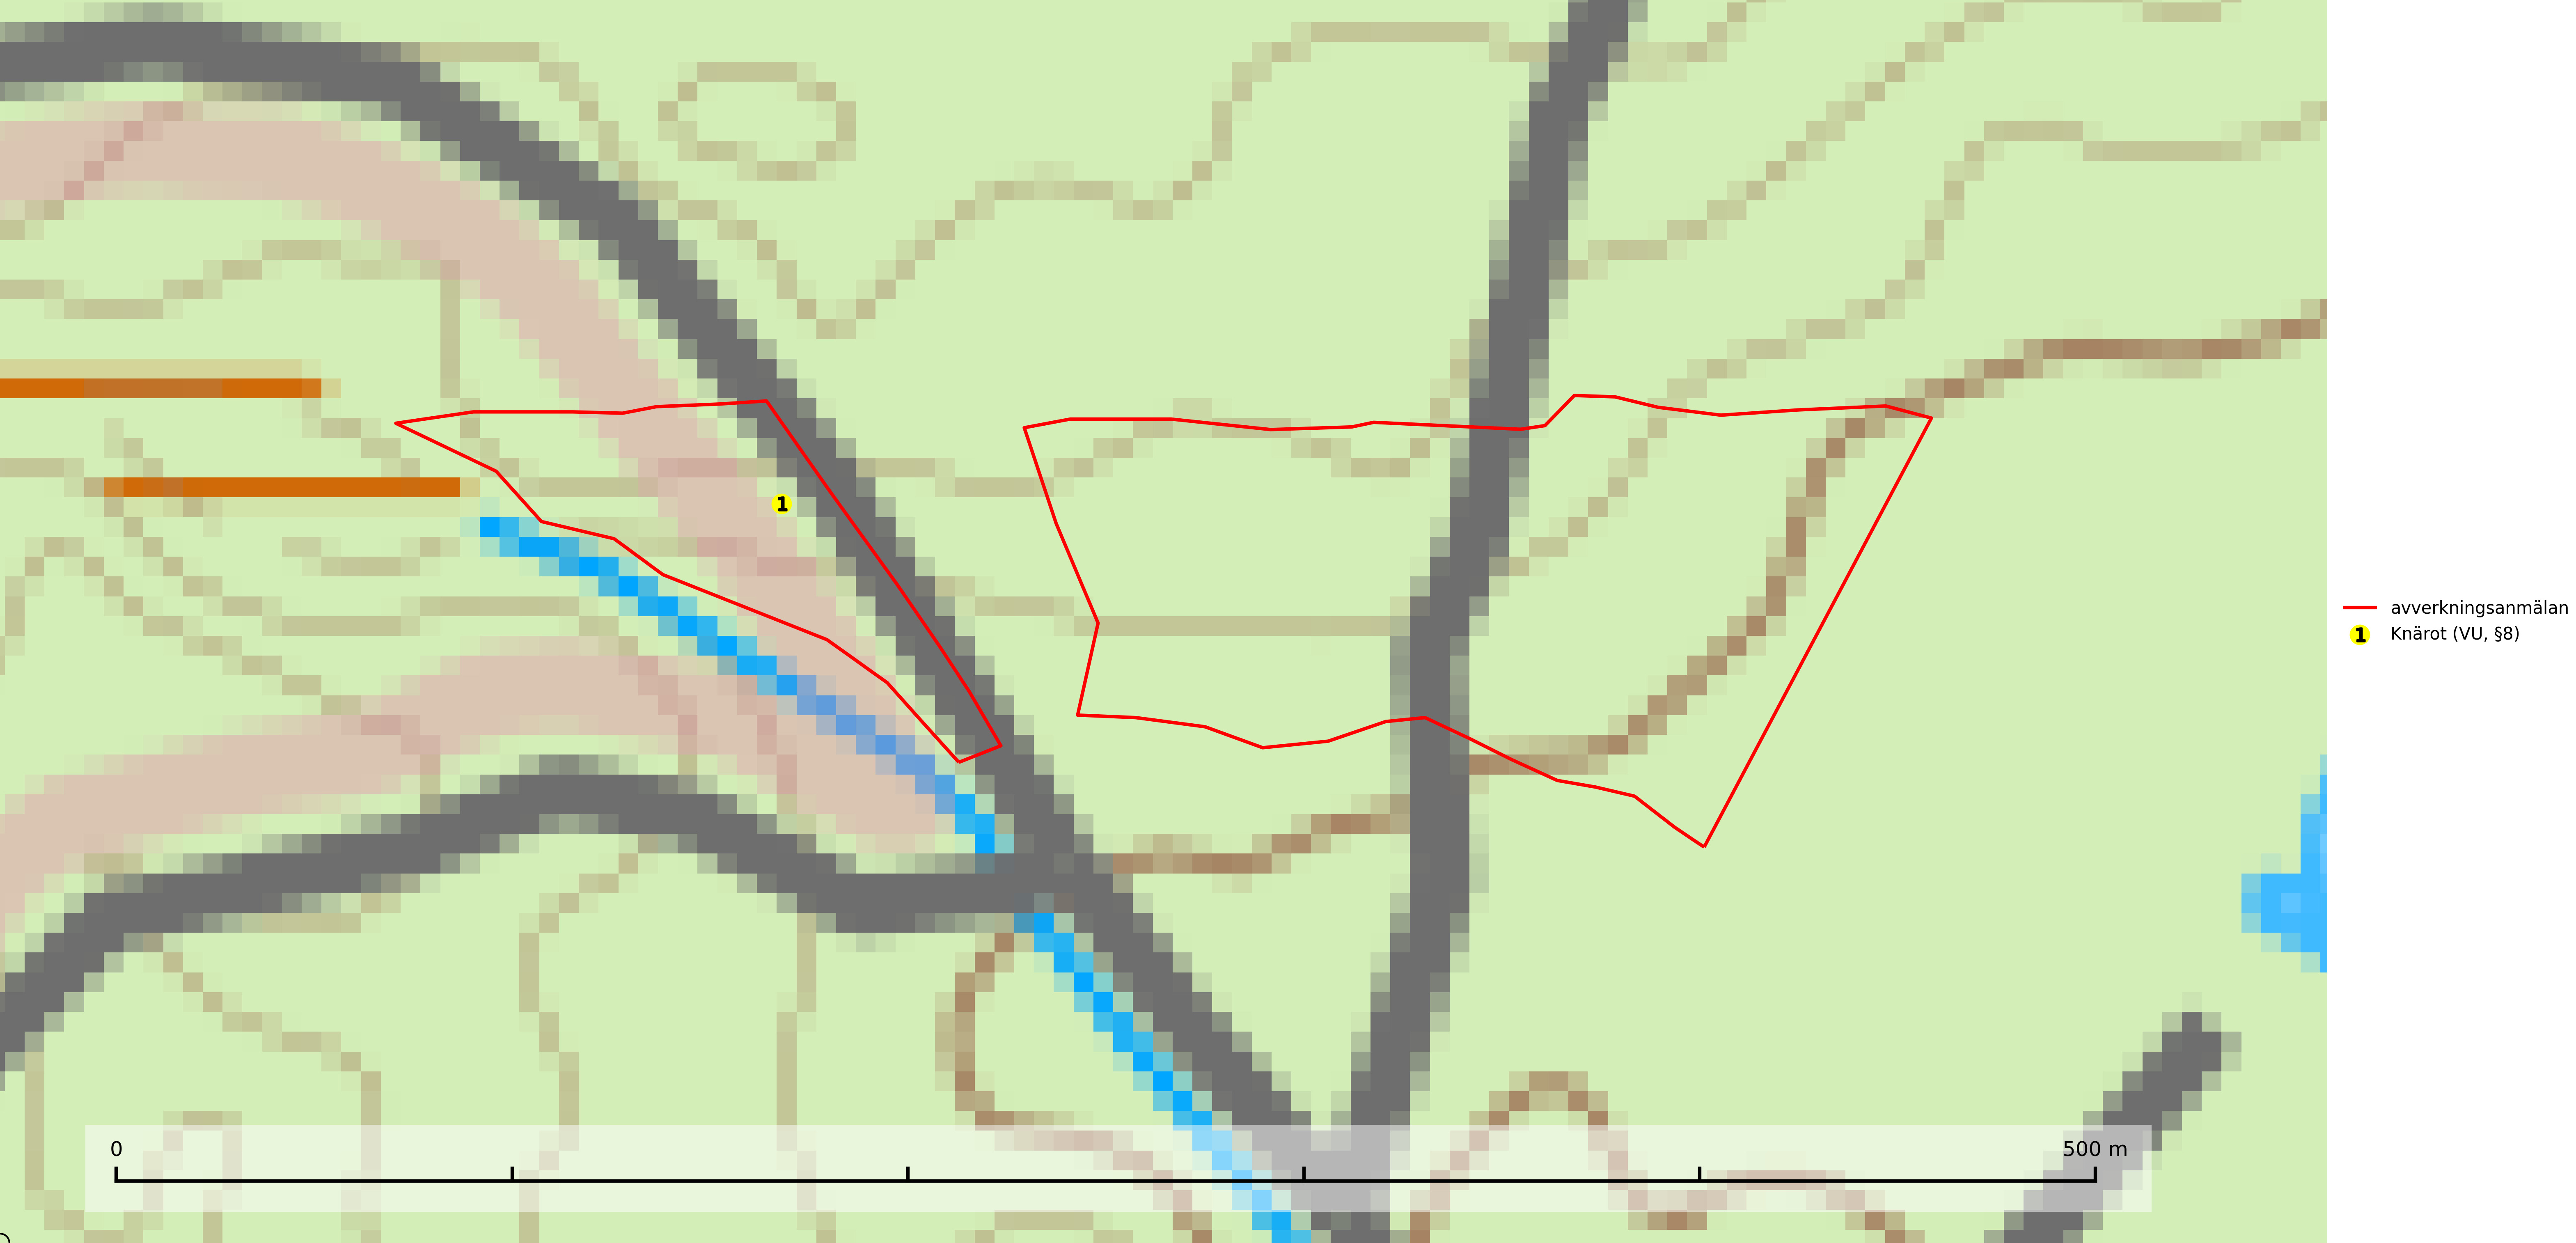 1
avverkningsanmälan
1 Knärot (VU, §8)
0 500 m